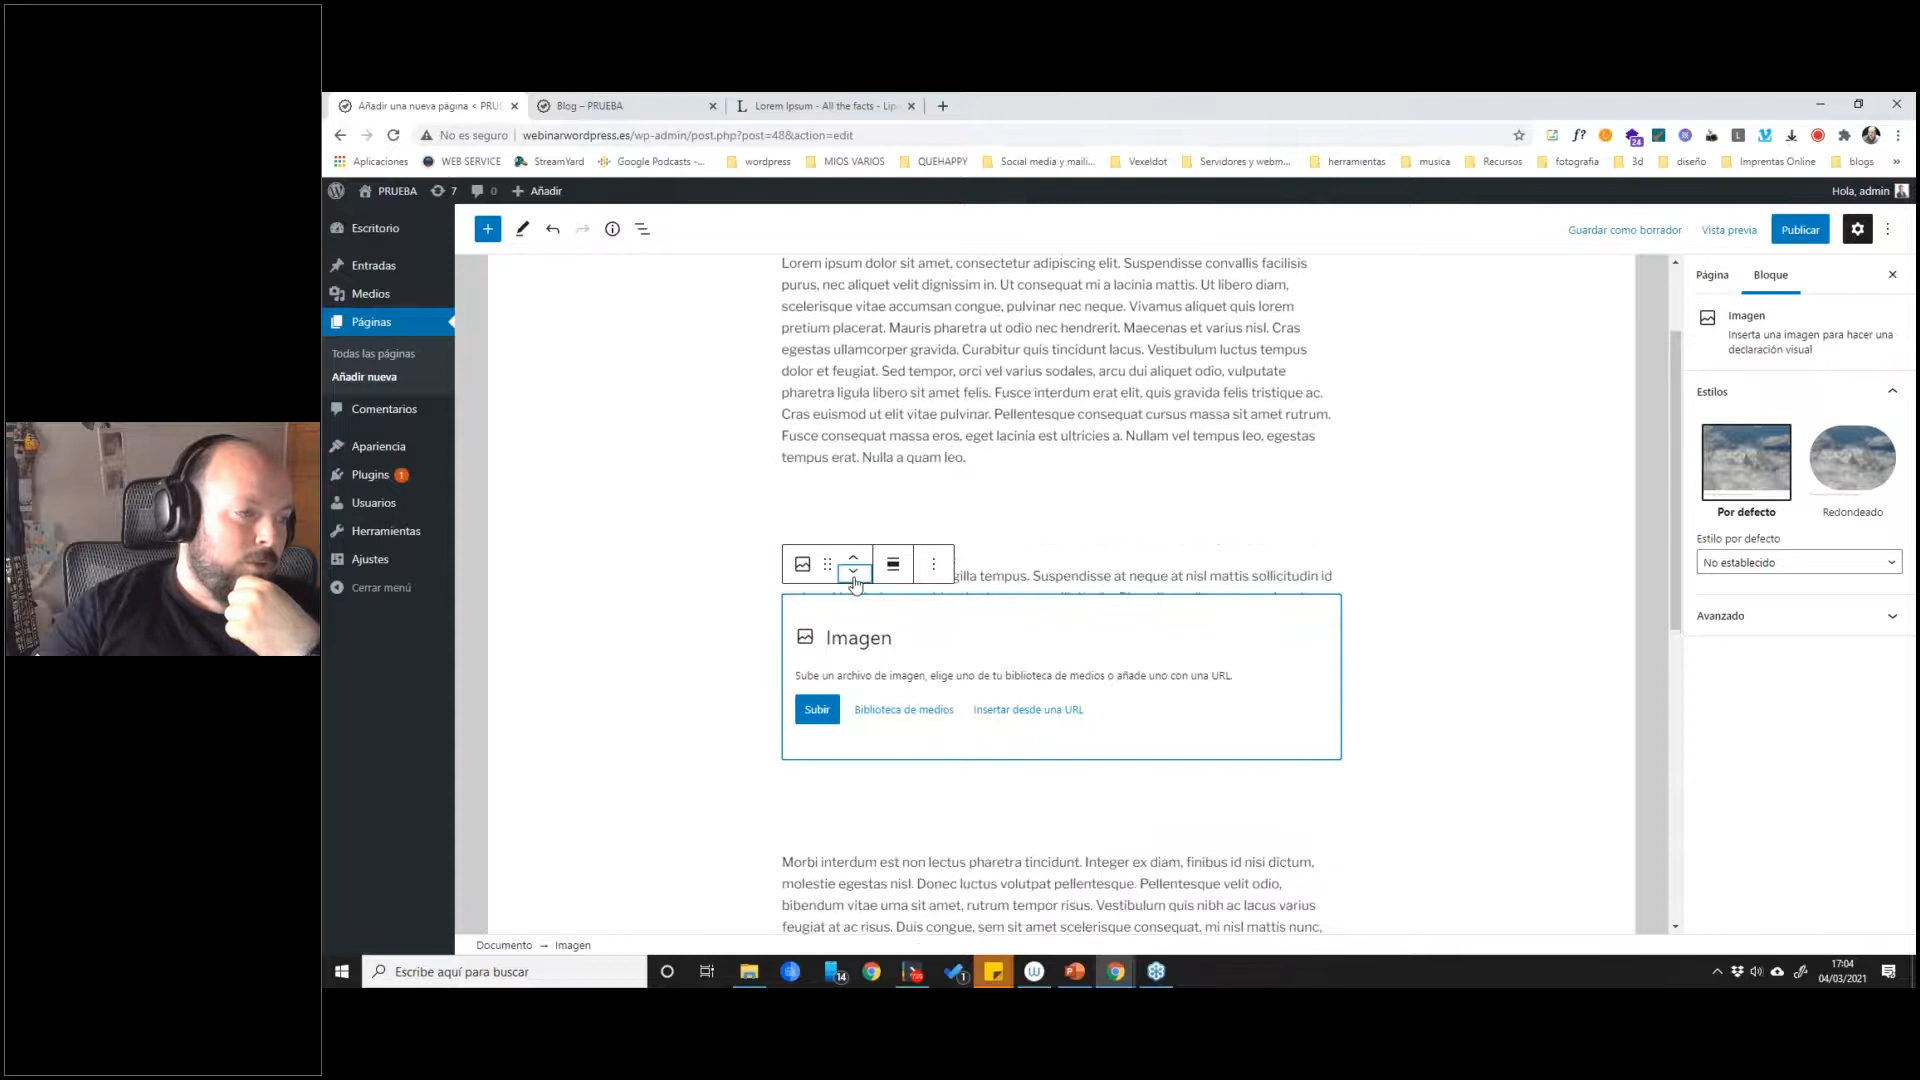 Añadir una nueva página < PRU
Blog – PRUEBA
Lorem Ipsum - All the facts - Lip
No es seguro
webinarwordpress.es/wp-admin/post.php?post=48&action=edit
24
Aplicaciones
WEB SERVICE
StreamYard
Google Podcasts -...
wordpress
MIOS VARIOS
QUEHAPPY
Social media y maili...
Vexeldot
Servidores y webm...
herramientas
musica
Recursos
fotografia
3d
diseño
Imprentas Online
blogs
»
PRUEBA
7
0
Añadir
Hola, admin
Escritorio
Entradas
Medios
Páginas
Todas las páginas
Añadir nueva
Comentarios
Apariencia
Plugins 1
Usuarios
Herramientas
Ajustes
Cerrar menú
Guardar como borrador
Vista previa
Publicar
Lorem ipsum dolor sit amet, consectetur adipiscing elit. Suspendisse convallis facilisis
purus, nec aliquet velit dignissim in. Ut consequat mi a lacinia mattis. Ut libero diam,
scelerisque vitae accumsan congue, pulvinar nec neque. Vivamus aliquet quis lorem
pretium placerat. Mauris pharetra ut odio nec hendrerit. Maecenas et varius nisl. Cras
egestas ullamcorper gravida. Curabitur quis tincidunt lacus. Vestibulum luctus tempus
dolor et feugiat. Sed tempor, orci vel varius sodales, arcu dui aliquet odio, vulputate
pharetra ligula libero sit amet felis. Fusce interdum erat elit, quis gravida felis tristique ac.
Cras euismod ut elit vitae pulvinar. Pellentesque consequat cursus massa sit amet rutrum.
Fusce consequat massa eros, eget lacinia est ultricies a. Nullam vel tempus leo, egestas
tempus erat. Nulla a quam leo.
gilla tempus. Suspendisse at neque at nisl mattis sollicitudin id
Imagen
Sube un archivo de imagen, elige uno de tu biblioteca de medios o añade uno con una URL.
Subir
Biblioteca de medios
Insertar desde una URL
Morbi interdum est non lectus pharetra tincidunt. Integer ex diam, finibus id nisi dictum,
molestie egestas nisl. Donec luctus volutpat pellentesque. Pellentesque velit odio,
bibendum vitae urna sit amet, rutrum tempor risus. Vestibulum quis nibh ac lacus varius
feugiat at ac risus. Duis congue, sem sit amet scelerisque consequat, mi nisl mattis nunc,
Documento → Imagen
Página
Bloque
Imagen
Inserta una imagen para hacer una
declaración visual
Estilos
Por defecto
Redondeado
Estilo por defecto
No establecido
Avanzado
Escribe aquí para buscar
14
1
17:04
04/03/2021